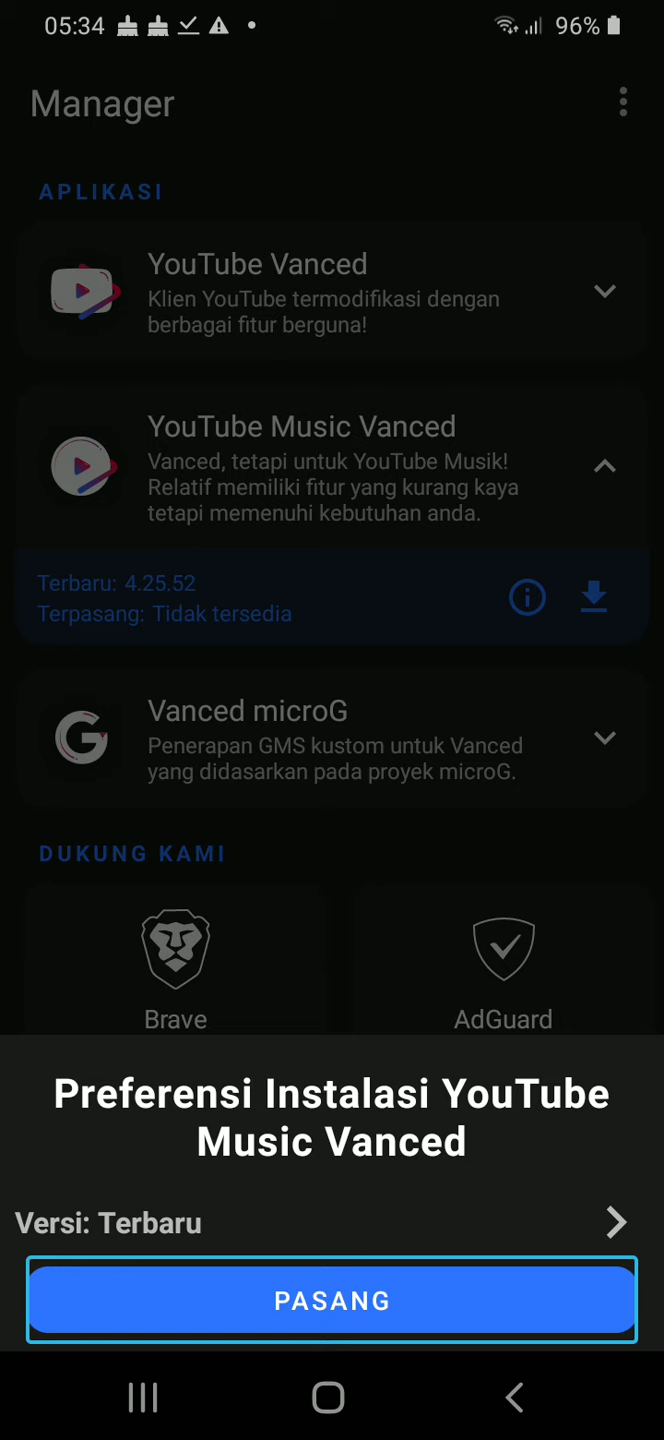 05:34
96%
Manager
APLIKASI
YouTube Vanced
Klien YouTube termodifikasi dengan
berbagai fitur berguna!
YouTube Music Vanced
Vanced, tetapi untuk YouTube Musik!
Relatif memiliki fitur yang kurang kaya
tetapi memenuhi kebutuhan anda.
Terbaru: 4.25.52
Terpasang: Tidak tersedia
Vanced microG
Penerapan GMS kustom untuk Vanced
yang didasarkan pada proyek microG.
DUKUNG KAMI
Brave
AdGuard
Preferensi Instalasi YouTube
Music Vanced
Versi: Terbaru
PASANG